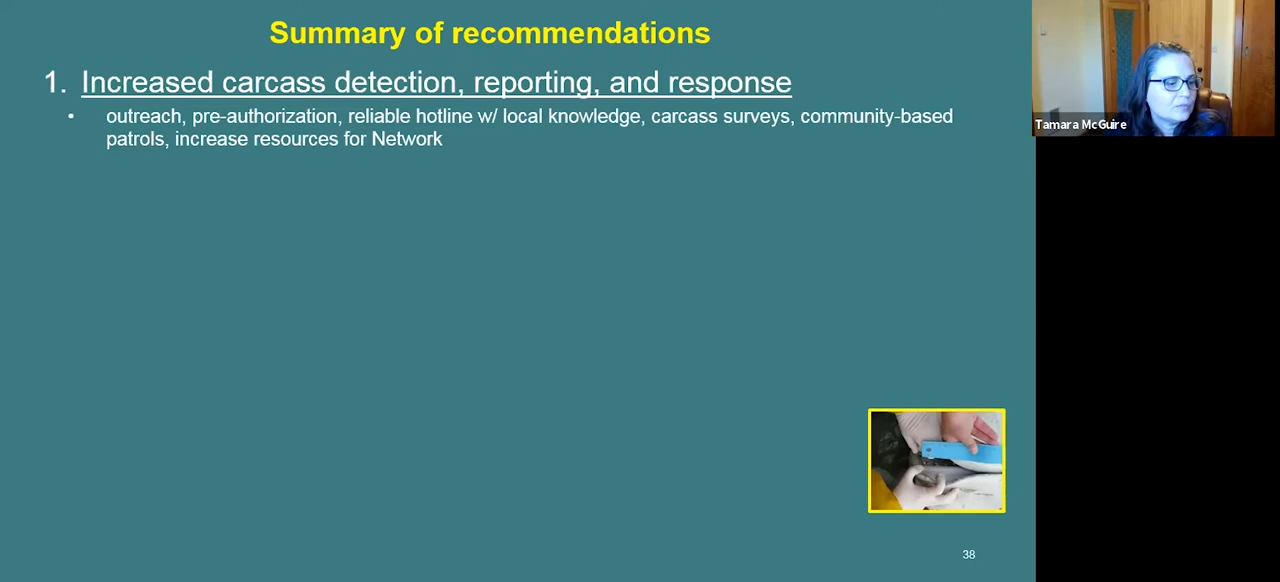 Summary of recommendations
1. Increased carcass detection, reporting, and response
• outreach, pre-authorization, reliable hotline w/ local knowledge, carcass surveys, community-based
patrols, increase resources for Network
Tamara McGuire
38